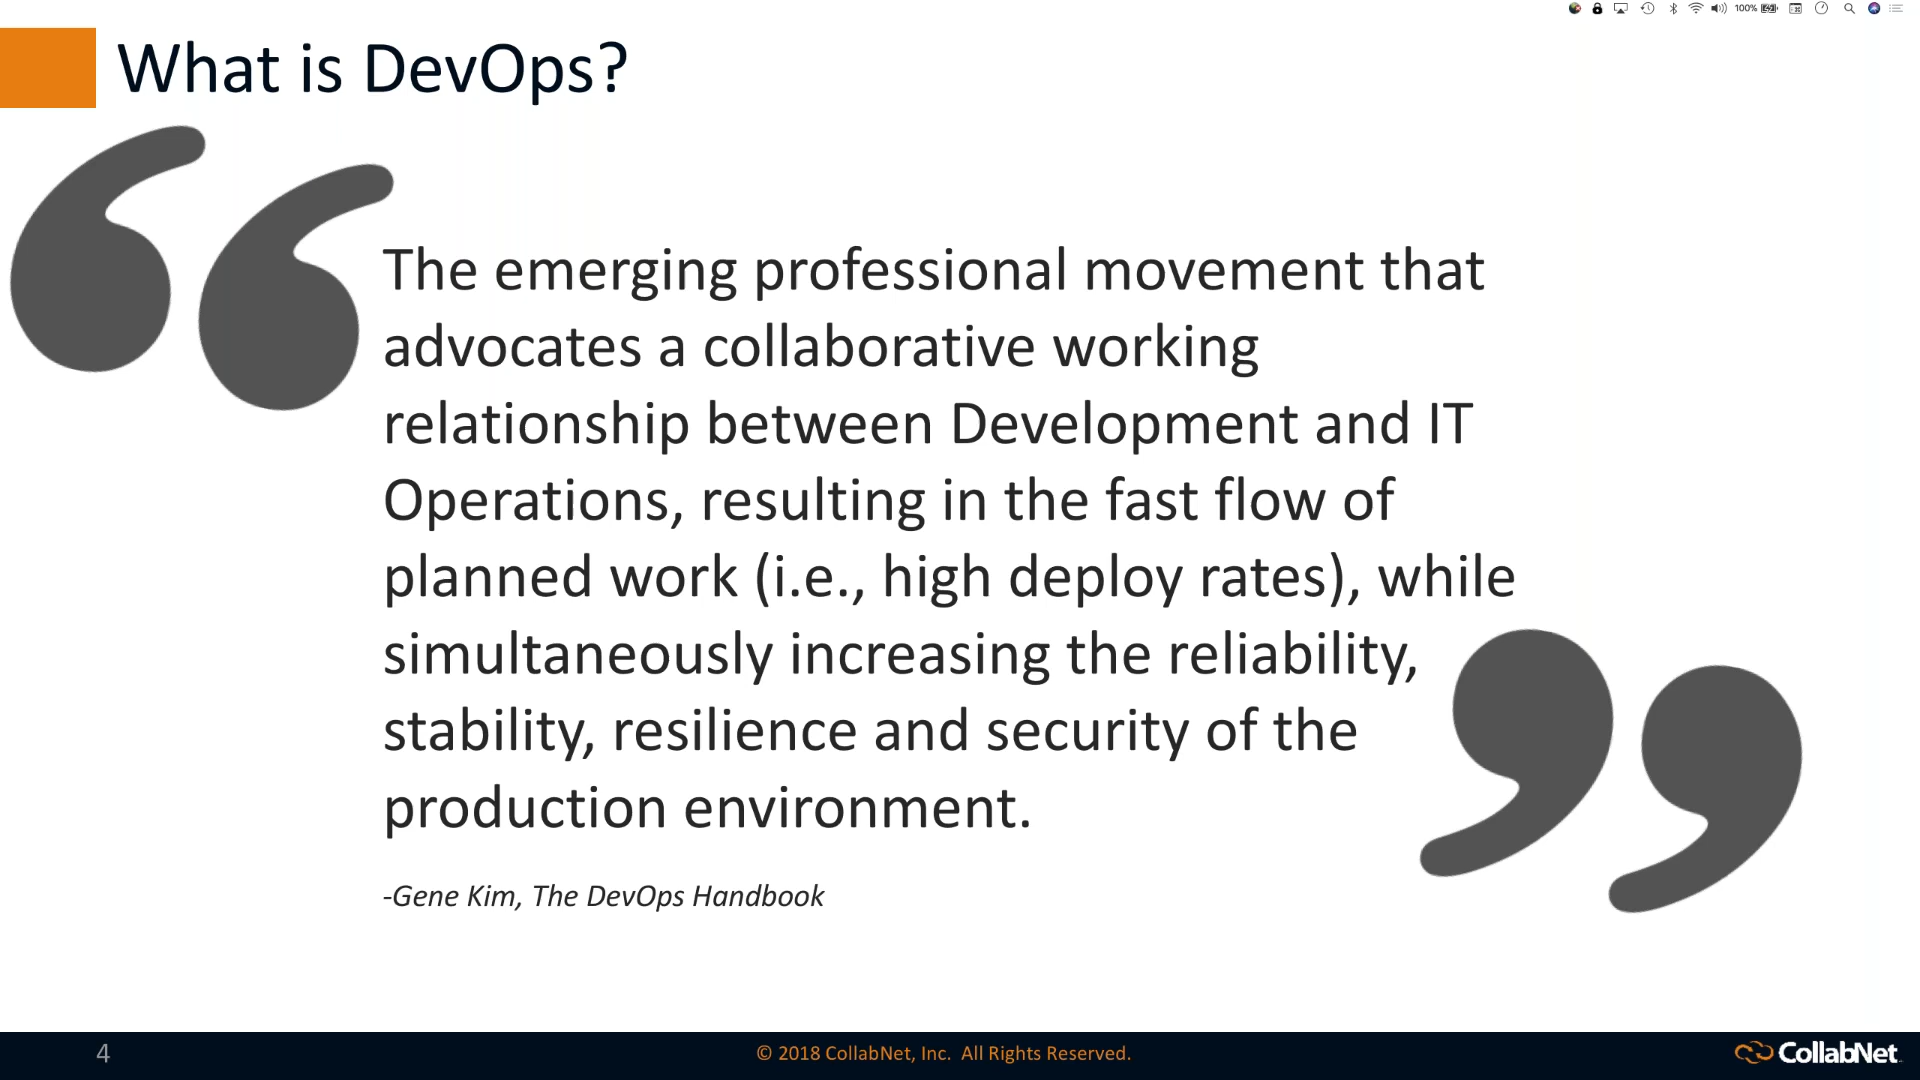 100%
What is DevOps?
The emerging professional movement that
advocates a collaborative working
relationship between Development and IT
Operations, resulting in the fast flow of
planned work (i.e., high deploy rates), while
simultaneously increasing the reliability,
stability, resilience and security of the
production environment.
-Gene Kim, The DevOps Handbook
4
© 2018 CollabNet, Inc.  All Rights Reserved.
CollabNet